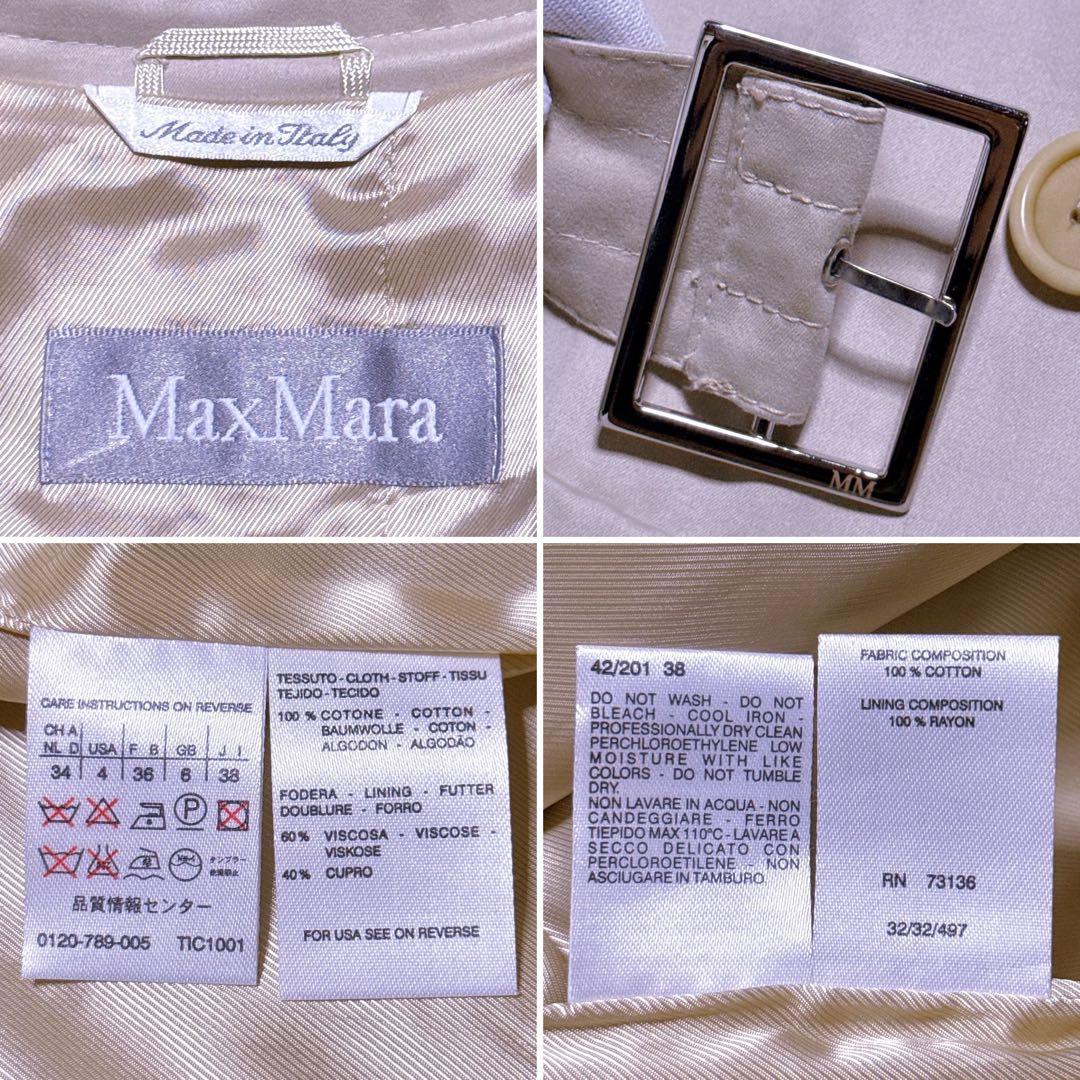 Made in Italy
MaxMara
MM
CARE INSTRUCTIONS ON REVERSE
CH A
NL D USA F B GB J I
34 4 36 6 38
P
品質情報センター
0120-789-005 TIC1001
TESSUTO - CLOTH - STOFF - TISSU
TEJIDO - TECIDO
100 % COTONE - COTTON -
BAUMWOLLE - COTON -
ALGODON - ALGODÃO
FODERA - LINING - FUTTER
DOUBLURE - FORRO
60% VISCOSA - VISCOSE -
VISKOSE
40% CUPRO
FOR USA SEE ON REVERSE
42/201 38
DO NOT WASH - DO NOT
BLEACH - COOL IRON -
PROFESSIONALLY DRY CLEAN
PERCHLOROETHYLENE LOW
MOISTURE WITH LIKE
COLORS - DO NOT TUMBLE
DRY.
NON LAVARE IN ACQUA - NON
CANDEGGIARE - FERRO
TIEPIDO MAX 110°C - LAVARE A
SECCO DELICATO CON
PERCLOROETILENE - NON
ASCIUGARE IN TAMBURO
FABRIC COMPOSITION
100 % COTTON
LINING COMPOSITION
100 % RAYON
RN 73136
32/32/497